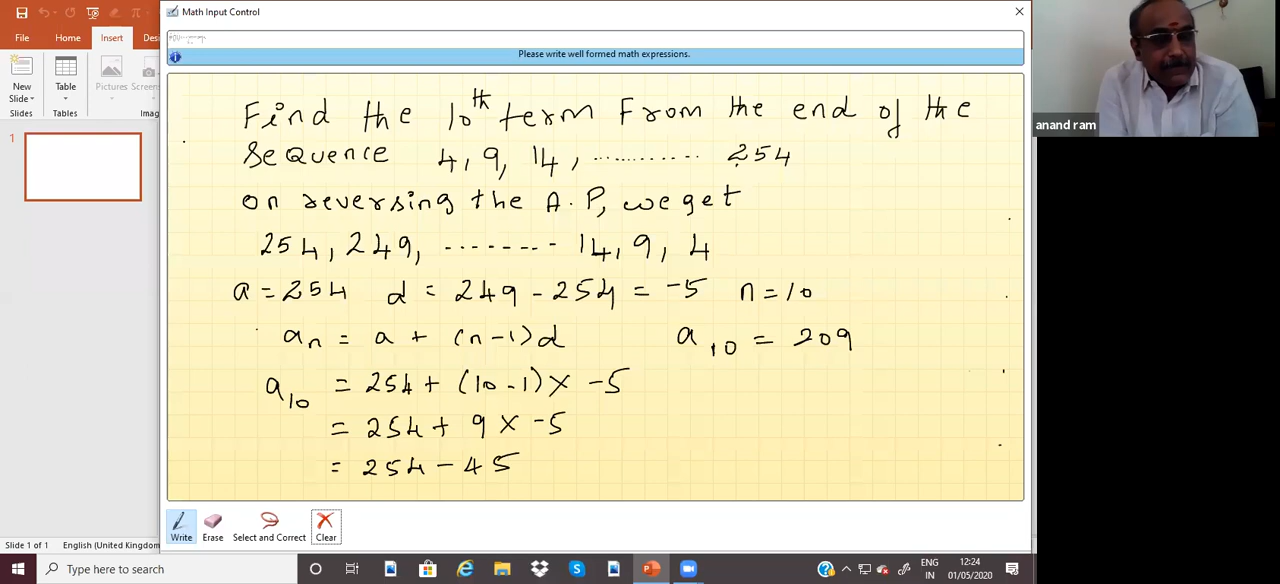 Math Input Control
File Home Insert Des
Please write well formed math expressions.
New Slide Table Pictures Screens
Slides Tables Imag
1
Find the 10th term From the end of the
Sequence 4, 9, 14, ........... 254
on reversing the A.P, we get
254, 249, -------- 14, 9, 4
a = 254 d = 249 - 254 = -5 n = 10
an = a + (n-1)d a10 = 209
a10 = 254 + (10-1) × -5
= 254 + 9 × -5
= 254 - 45
anand ram
Write Erase Select and Correct Clear
Slide 1 of 1 English (United Kingdom
Type here to search
ENG IN 12:24 01/05/2020